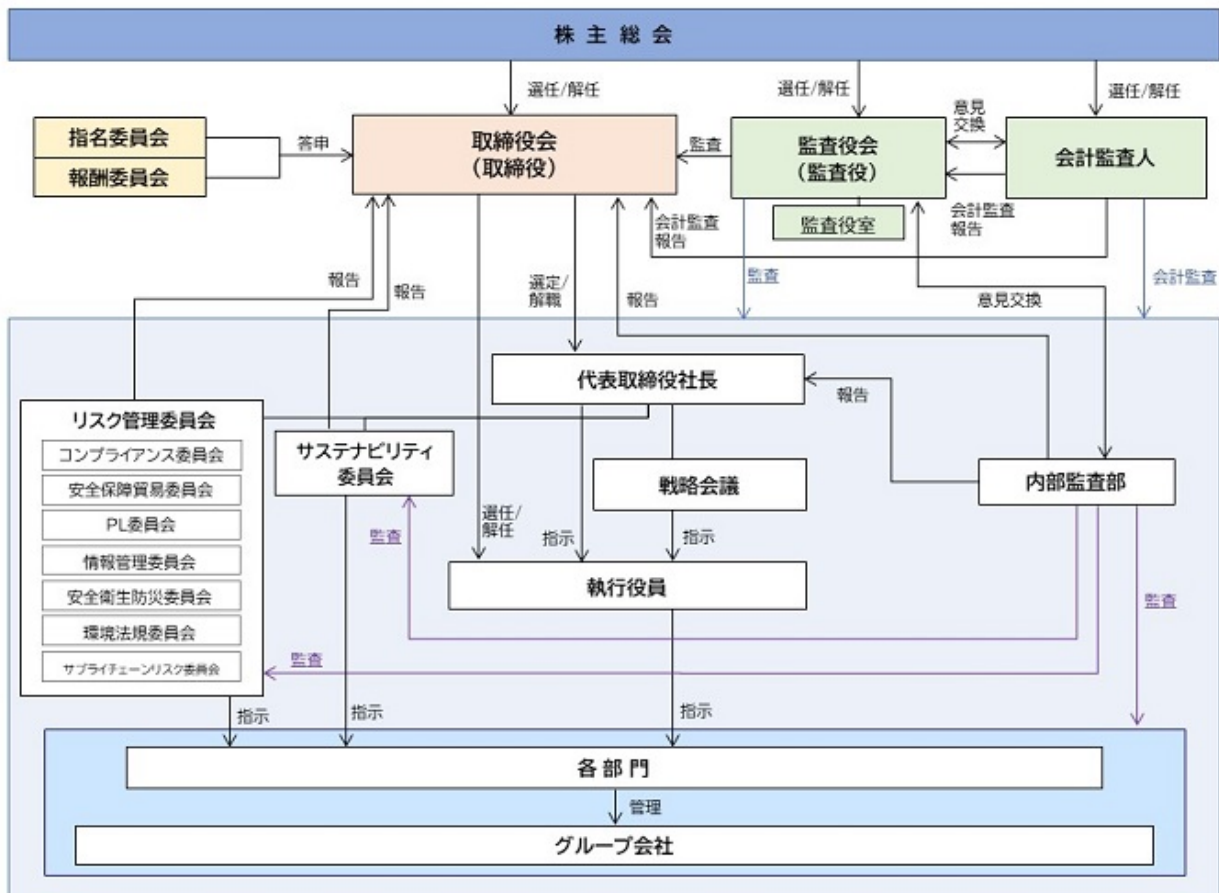 株主総会
選任/解任
選任/解任
選任/解任
指名委員会
報酬委員会
答申
取締役会
（取締役）
監査
監査役会
（監査役）
意見
交換
会計監査人
監査役室
会計監査
報告
会計監査
報告
報告
報告
選定/
解職
報告
監査
意見交換
会計監査
代表取締役社長
報告
リスク管理委員会
コンプライアンス委員会
安全保障貿易委員会
PL委員会
情報管理委員会
安全衛生防災委員会
環境法規委員会
サプライチェーンリスク委員会
サステナビリティ
委員会
戦略会議
内部監査部
選任/
解任
監査
指示
指示
執行役員
監査
監査
指示
指示
指示
各部門
管理
グループ会社